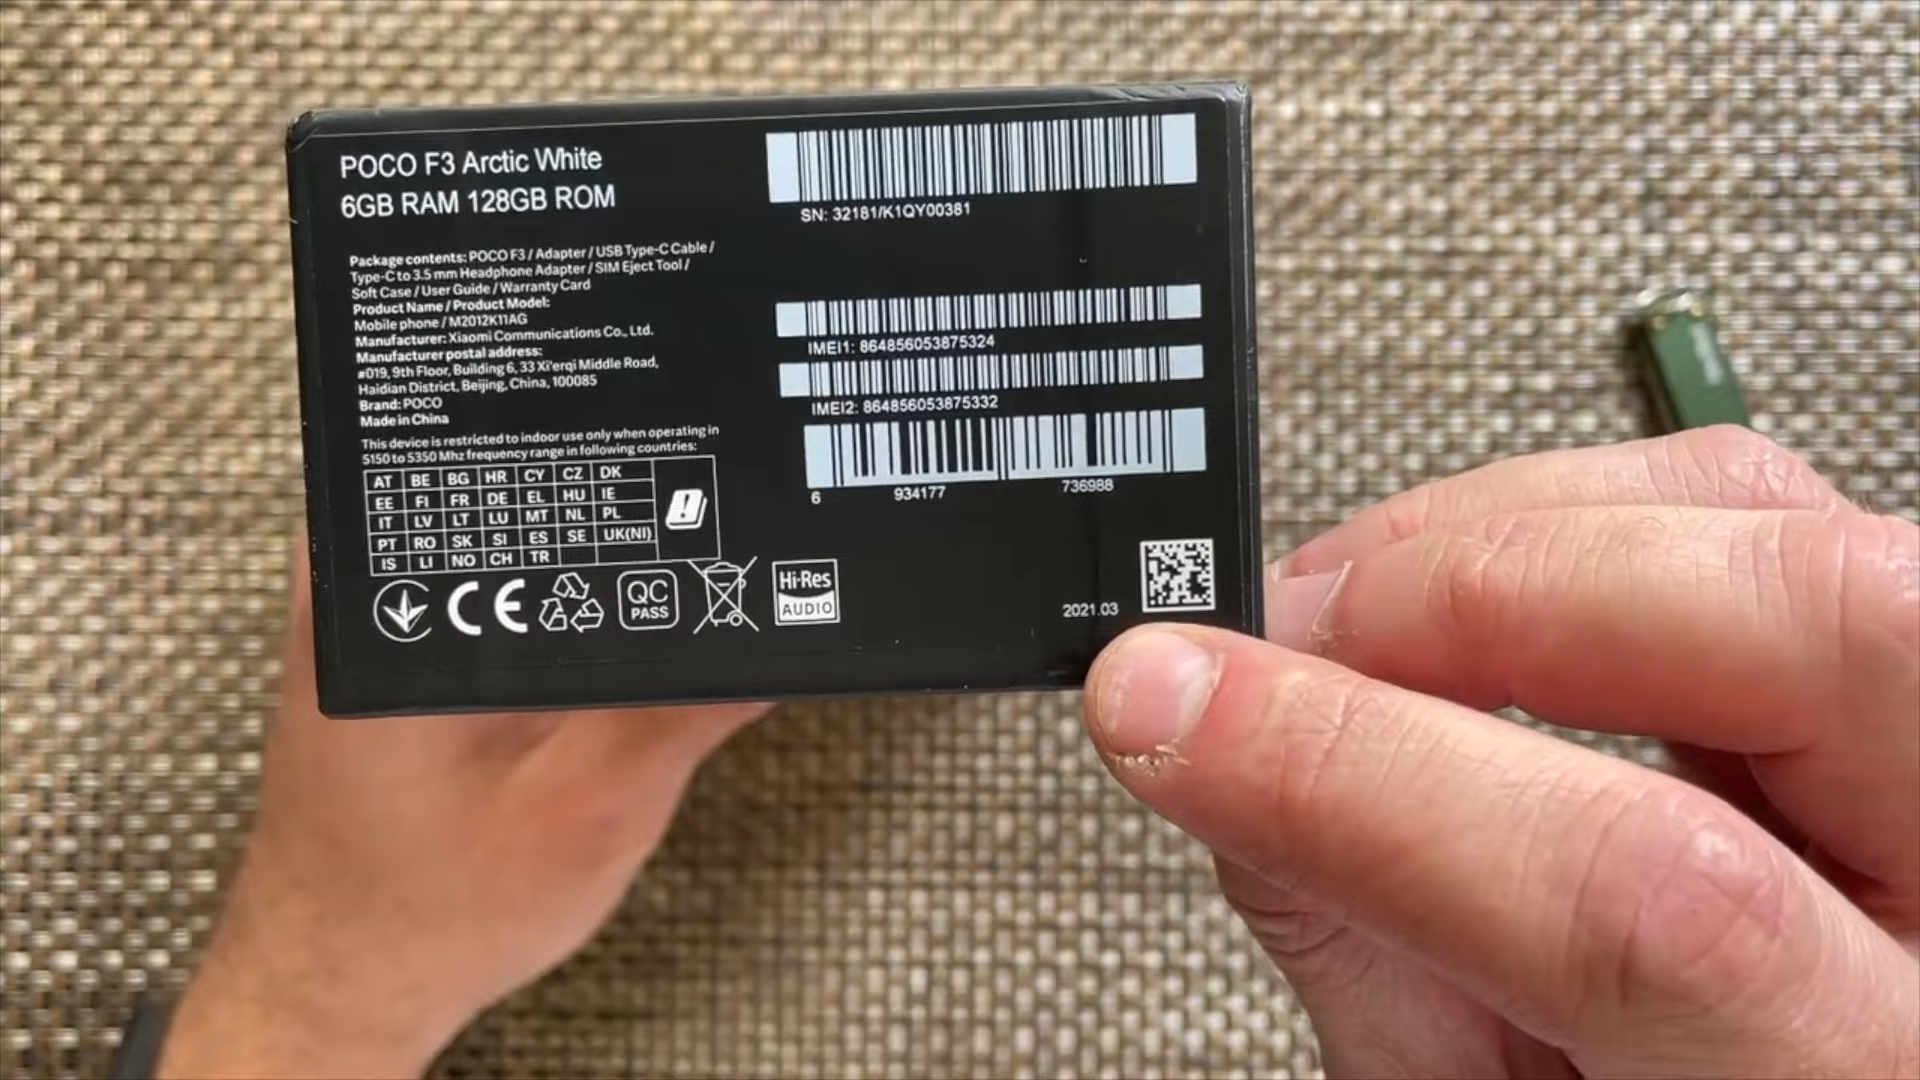 POCO F3 Arctic White
6GB RAM 128GB ROM
Package contents: POCO F3 / Adapter / USB Type-C Cable /
Type-C to 3.5 mm Headphone Adapter / SIM Eject Tool /
Soft Case / User Guide / Warranty Card
Product Name / Product Model:
Mobile phone / M2012K11AG
Manufacturer: Xiaomi Communications Co., Ltd.
Manufacturer postal address:
#019, 9th Floor, Building 6, 33 Xi'erqi Middle Road,
Haidian District, Beijing, China, 100085
Brand: POCO
Made in China
This device is restricted to indoor use only when operating in
5150 to 5350 Mhz frequency range in following countries:
AT BE BG HR CY CZ DK
EE FI FR DE EL HU IE
IT LV LT LU MT NL PL
PT RO SK SI ES SE UK(NI)
IS LI NO CH TR
CE
QC
PASS
Hi-Res
AUDIO
SN: 32181/K1QY00381
IMEI1: 864856053875324
IMEI2: 864856053875332
6 934177 736988
2021.03